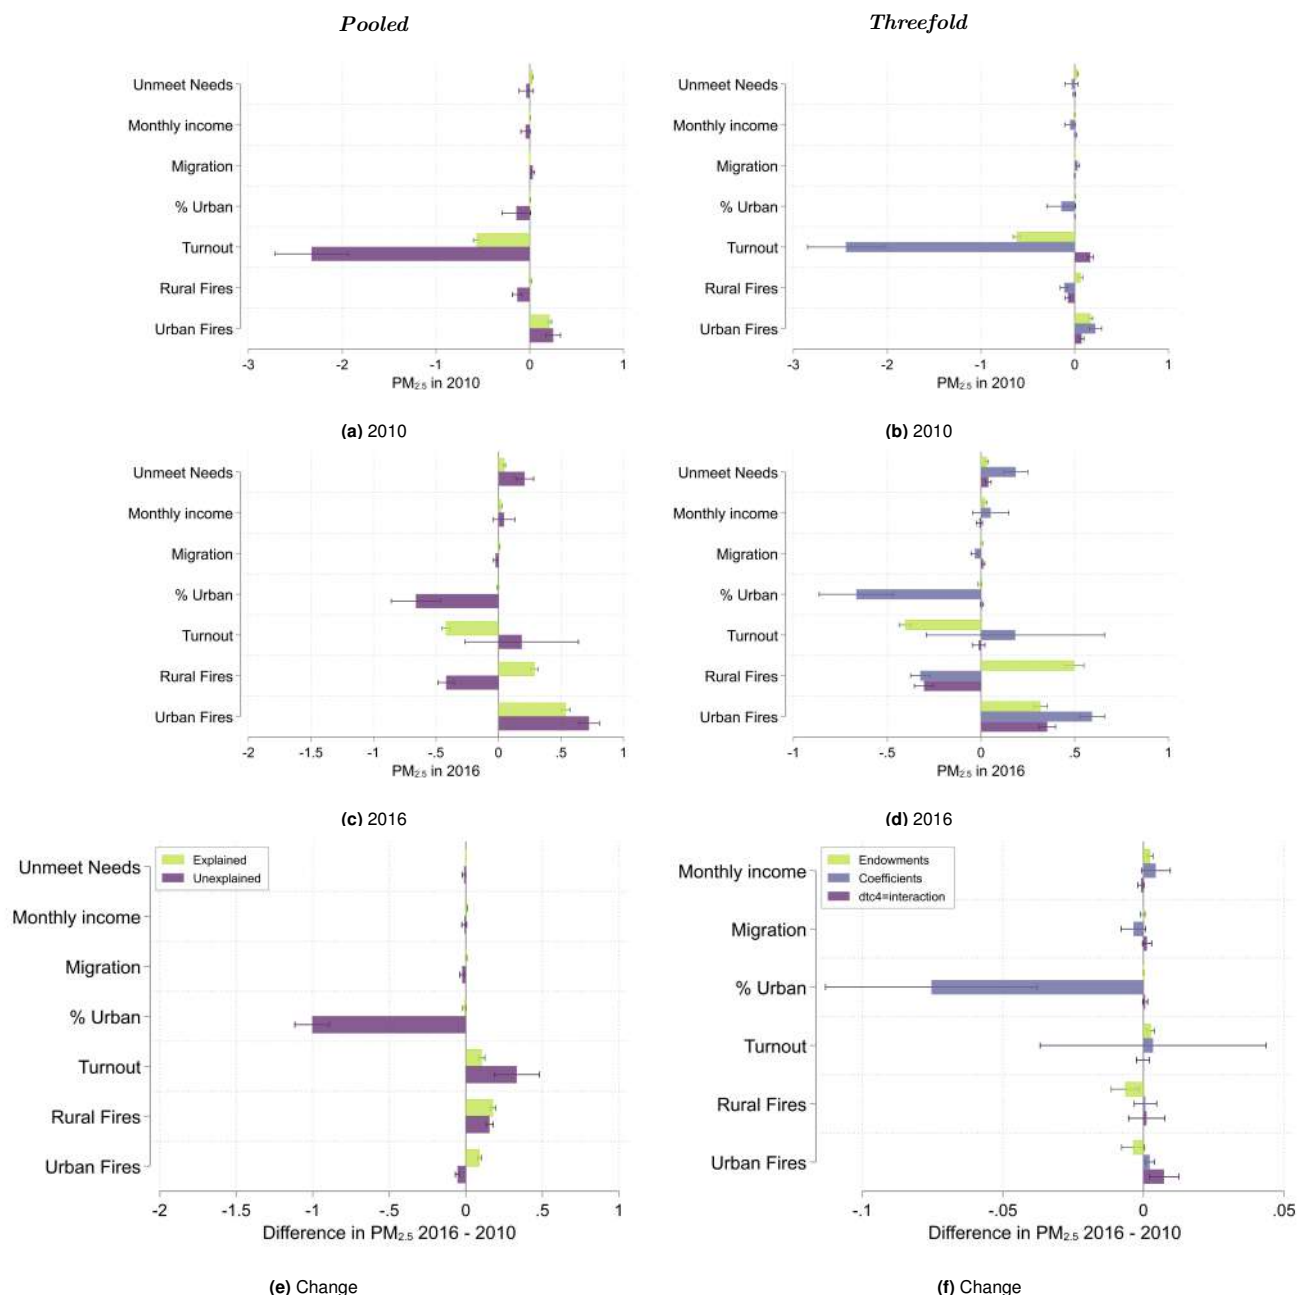 Pooled
Threefold
Unmeet Needs
Monthly income
Migration
% Urban
Turnout
Rural Fires
Urban Fires
-3 -2 -1 0 1
PM2.5 in 2010
(a) 2010
Unmeet Needs
Monthly income
Migration
% Urban
Turnout
Rural Fires
Urban Fires
-3 -2 -1 0 1
PM2.5 in 2010
(b) 2010
Unmeet Needs
Monthly income
Migration
% Urban
Turnout
Rural Fires
Urban Fires
-2 -1.5 -1 -.5 0 .5 1
PM2.5 in 2016
(c) 2016
Unmeet Needs
Monthly income
Migration
% Urban
Turnout
Rural Fires
Urban Fires
-1 -.5 0 .5 1
PM2.5 in 2016
(d) 2016
Explained
Unexplained
Unmeet Needs
Monthly income
Migration
% Urban
Turnout
Rural Fires
Urban Fires
-2 -1.5 -1 -.5 0 .5 1
Difference in PM2.5 2016 - 2010
(e) Change
Endowments
Coefficients
dtc4=interaction
Monthly income
Migration
% Urban
Turnout
Rural Fires
Urban Fires
-.1 -.05 0 .05
Difference in PM2.5 2016 - 2010
(f) Change